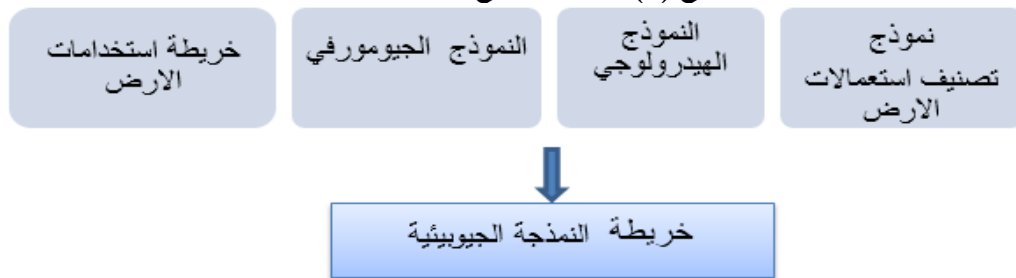 نموذج
تصنيف استعمالات
الارض
النموذج
الهيدرولوجي
النموذج الجيومورفي
خريطة استخدامات
الارض
خريطة النمذجة الجيوبيئية